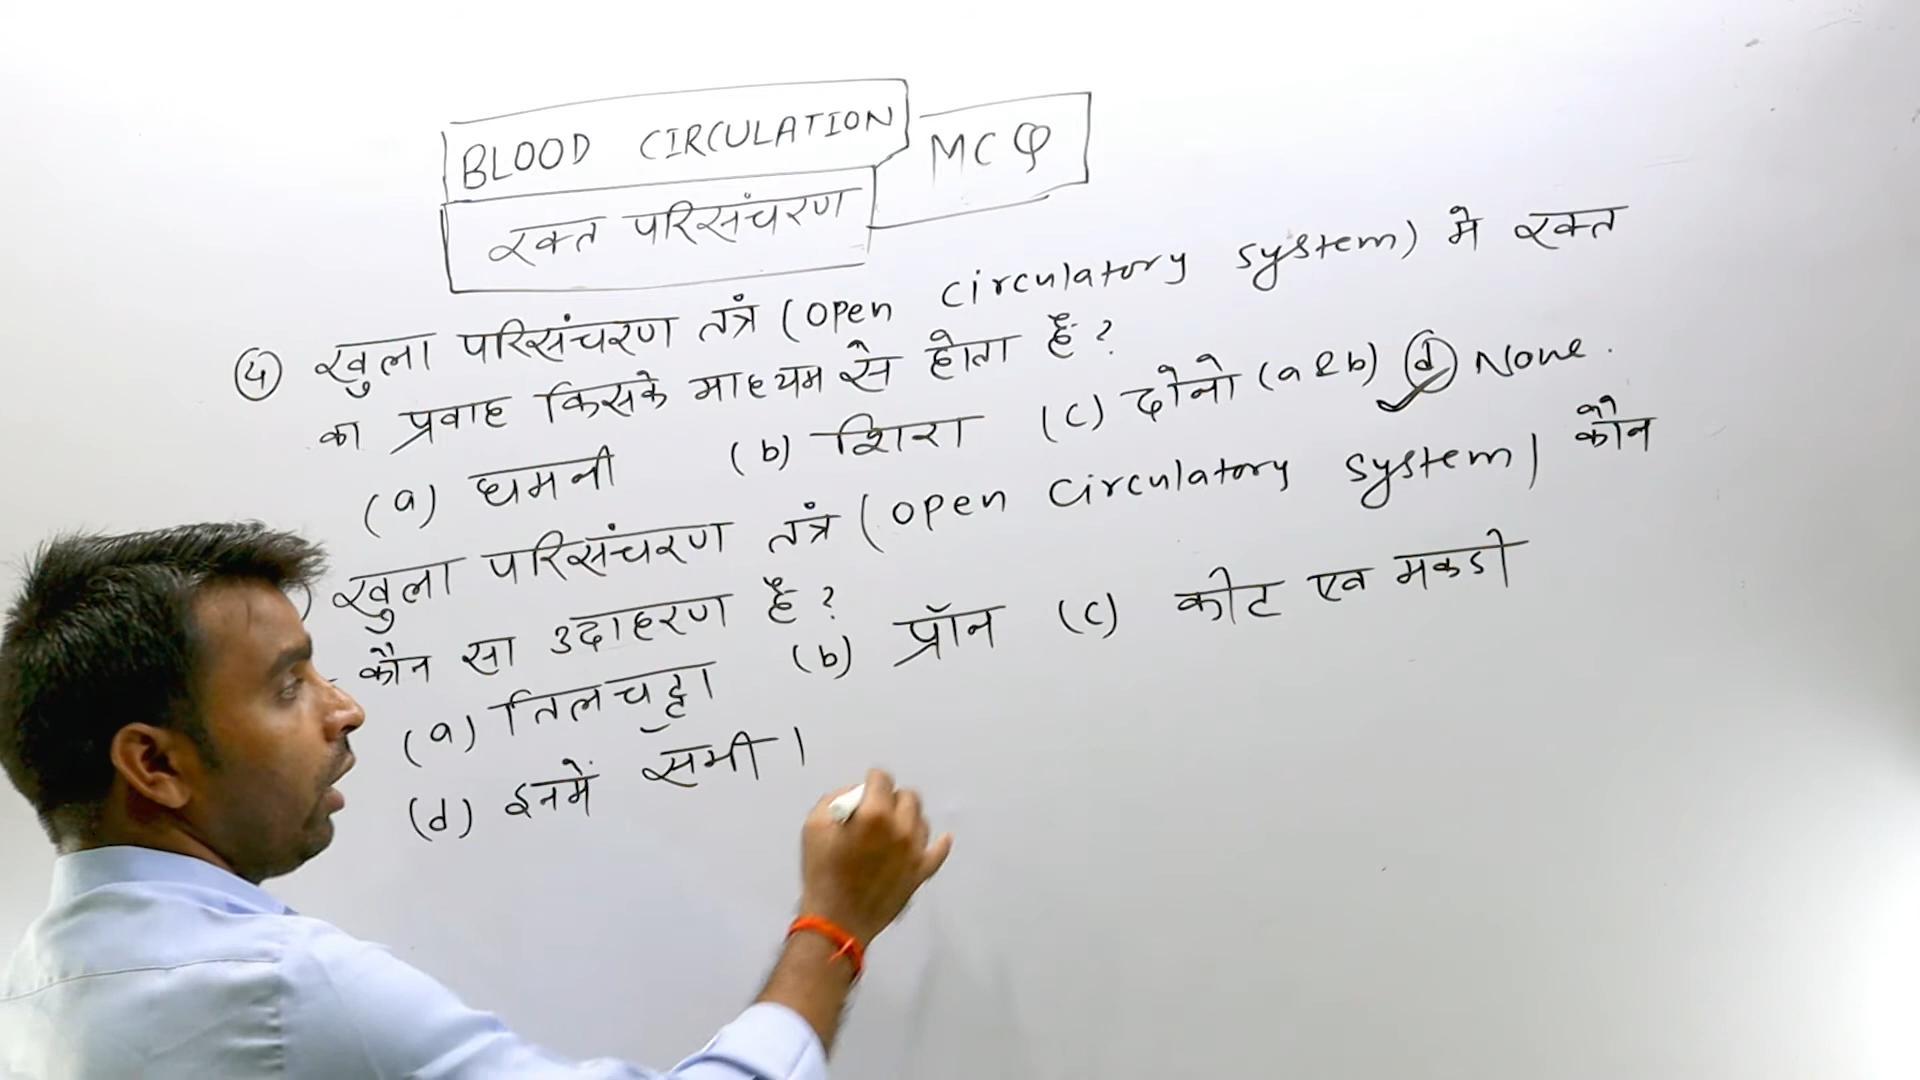 BLOOD CIRCULATION MCQ
रक्त परिसंचरण
④ खुला परिसंचरण तंत्र (open circulatory system) मे रक्त
का प्रवाह किसके माध्यम से होता है?
(a) धमनी (b) शिरा (c) दोनो (a & b) (d) None.
खुला परिसंचरण तंत्र (open circulatory system) कौन
कौन सा उदाहरण है?
(a) तिलचट्टा (b) प्रॉन (c) कीट एव मकडी
(d) इनमें सभी।